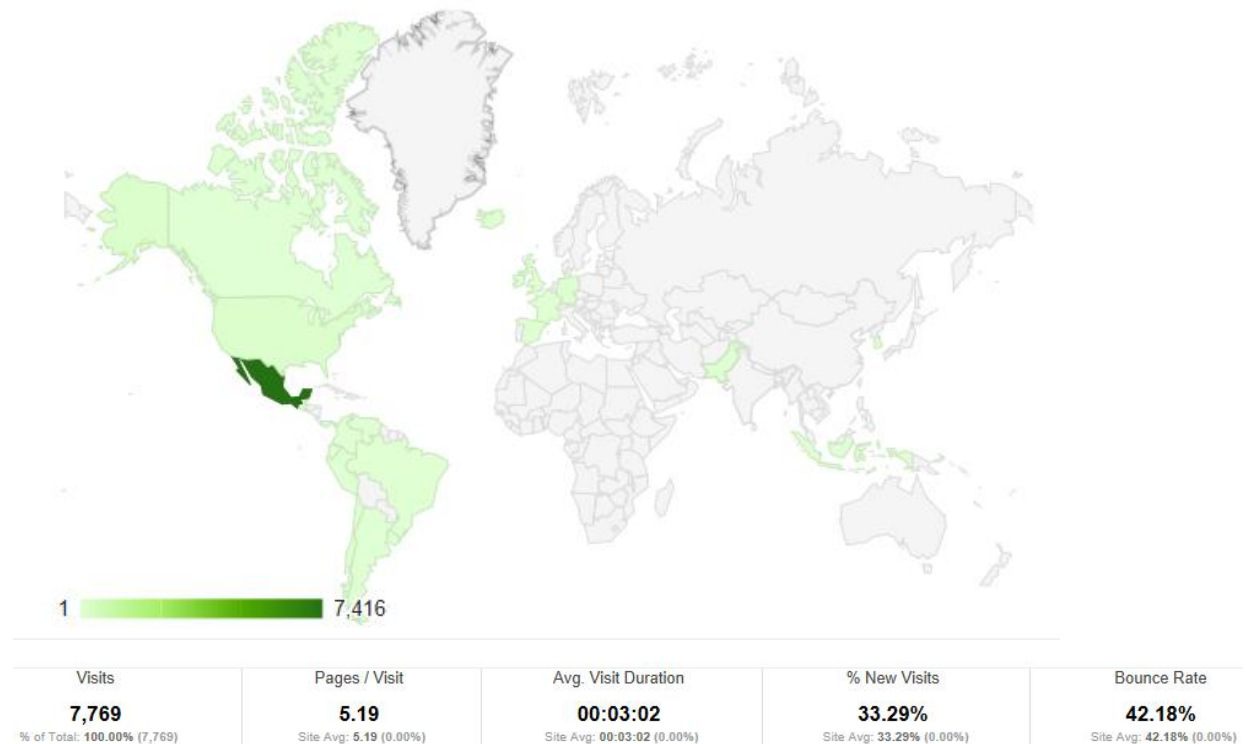 1 7,416
Visits Pages / Visit Avg. Visit Duration % New Visits Bounce Rate
7,769 5.19 00:03:02 33.29% 42.18%
% of Total: 100.00% (7,769) Site Avg: 5.19 (0.00%) Site Avg: 00:03:02 (0.00%) Site Avg: 33.29% (0.00%) Site Avg: 42.18% (0.00%)